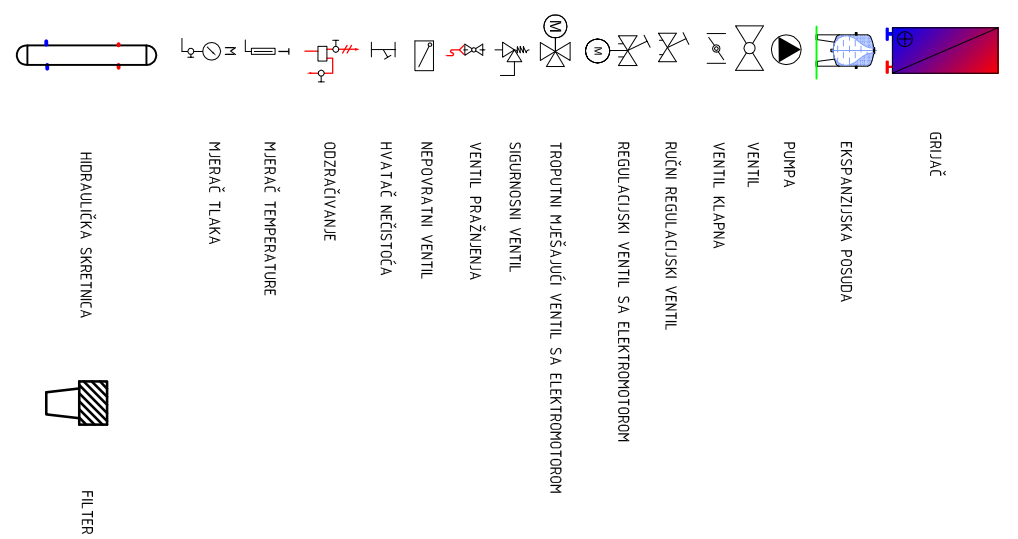 GRIJAČ
EKSPANZIJSKA POSUDA
PUMPA
VENTIL
VENTIL KLAPNA
RUČNI REGULACIJSKI VENTIL
M
REGULACIJSKI VENTIL SA ELEKTROMOTOROM
M
TROPUTNI MJEŠAJUĆI VENTIL SA ELEKTROMOTOROM
SIGURNOSNI VENTIL
VENTIL PRAŽNJENJA
NEPOVRATNI VENTIL
HVATAČ NEČISTOĆA
ODZRAČIVANJE
T
MJERAČ TEMPERATURE
M
MJERAČ TLAKA
HIDRAULIČKA SKRETNICA
FILTER